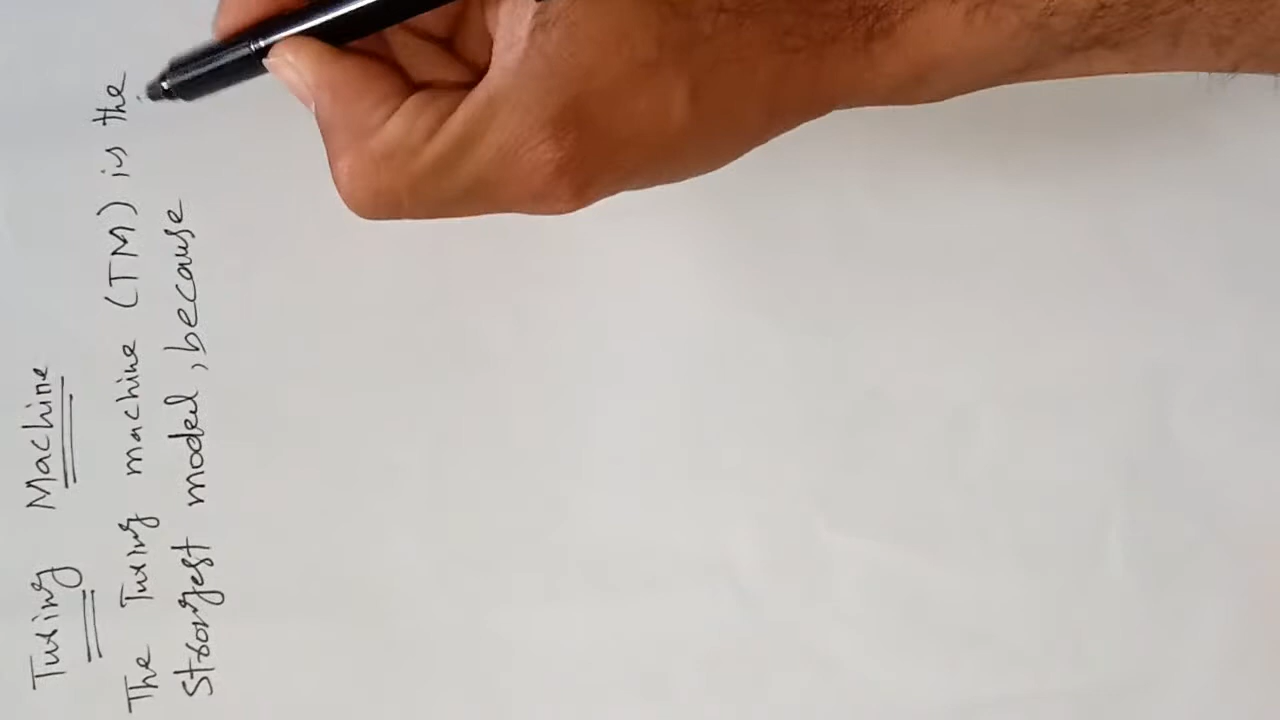 Turing Machine
The Turing machine (TM) is the
Strongest model, because